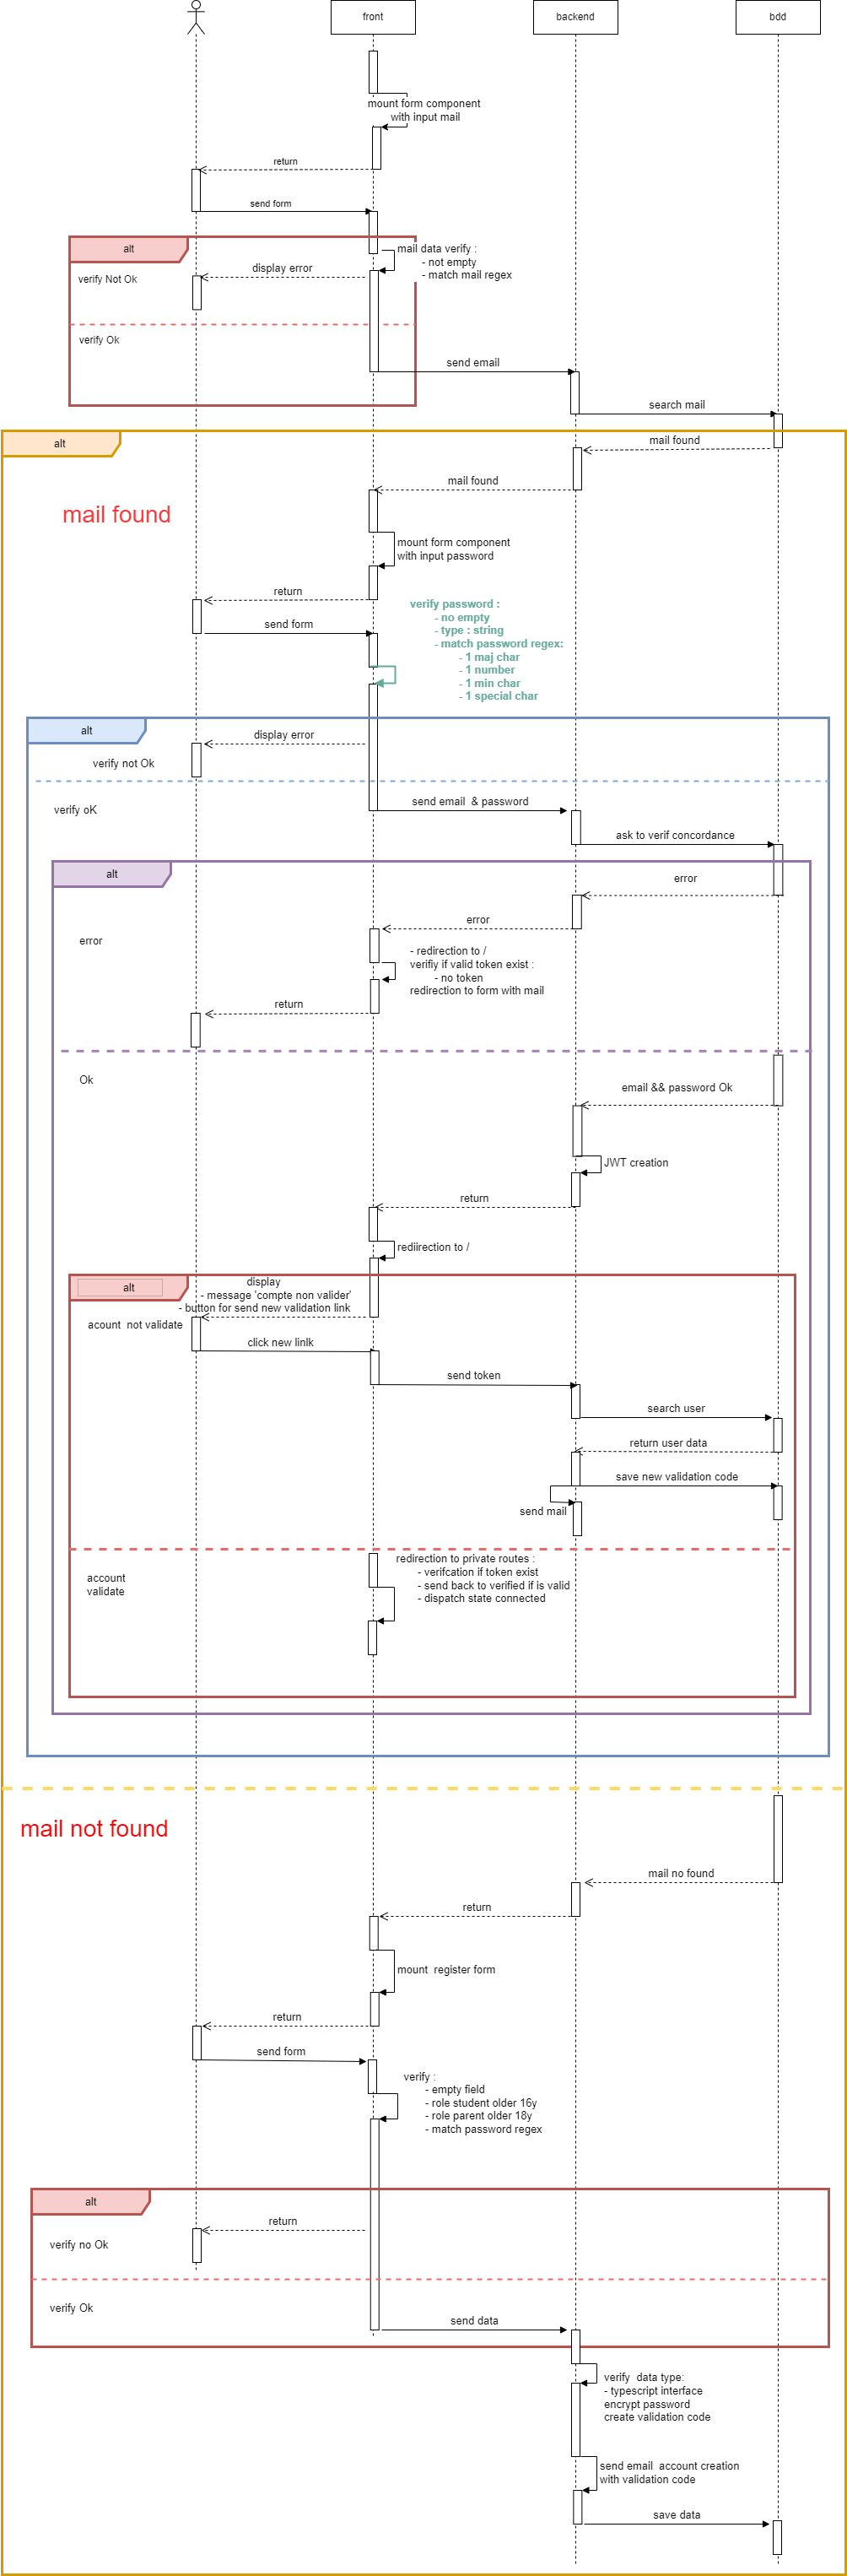 front
backend
bdd
mount form component
with input mail
return
send form
alt
mail data verify :
- not empty
- match mail regex
display error
verify Not Ok
verify Ok
send email
search mail
alt
mail found
mail found
mail found
mount form component
with input password
return
verify password :
- no empty
- type : string
- match password regex:
- 1 maj char
- 1 number
- 1 min char
- 1 special char
send form
alt
display error
verify not Ok
verify oK
send email & password
ask to verif concordance
alt
error
error
error
- redirection to /
verifiy if valid token exist :
- no token
redirection to form with mail
return
Ok
email && password Ok
JWT creation
return
rediirection to /
alt
display
- message 'compte non valider'
- button for send new validation link
acount not validate
click new linlk
send token
search user
return user data
save new validation code
send mail
redirection to private routes :
- verifcation if token exist
- send back to verified if is valid
- dispatch state connected
account
validate
mail not found
mail no found
return
mount register form
return
send form
verify :
- empty field
- role student older 16y
- role parent older 18y
- match password regex
alt
return
verify no Ok
verify Ok
send data
verify data type:
- typescript interface
encrypt password
create validation code
send email account creation
with validation code
save data